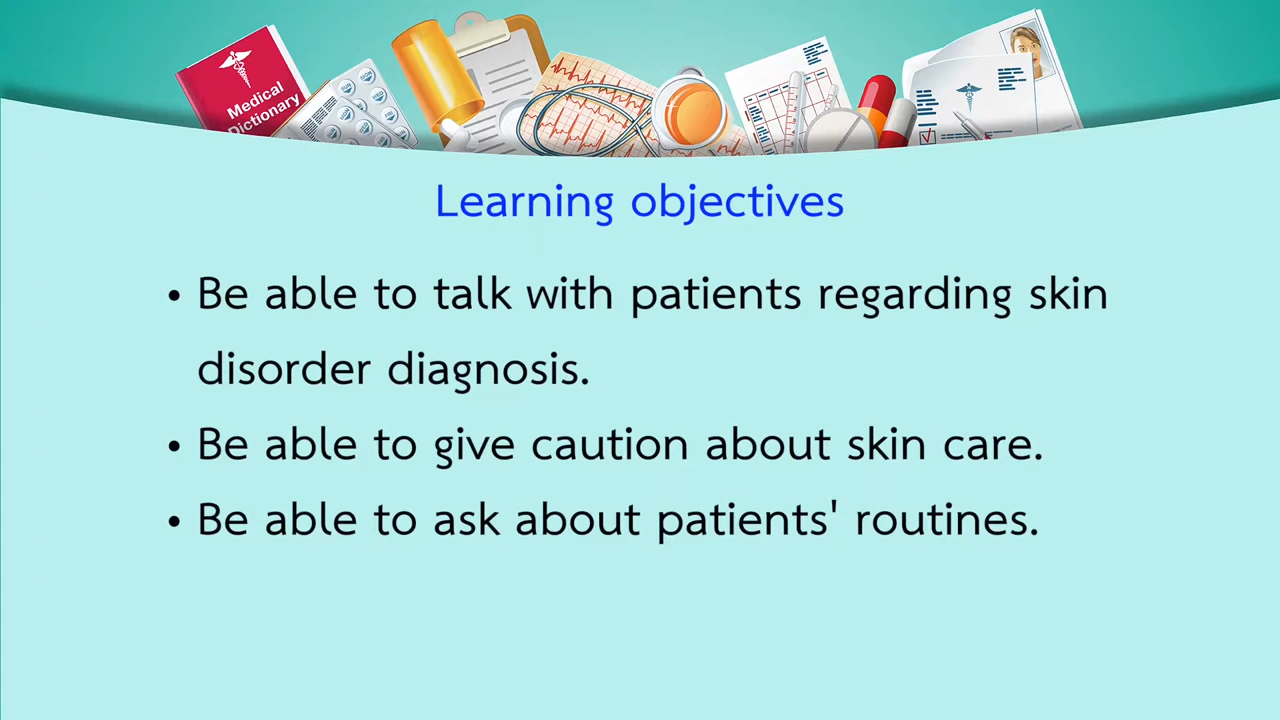 Medical
Dictionary
Learning objectives
• Be able to talk with patients regarding skin
disorder diagnosis.
• Be able to give caution about skin care.
• Be able to ask about patients' routines.